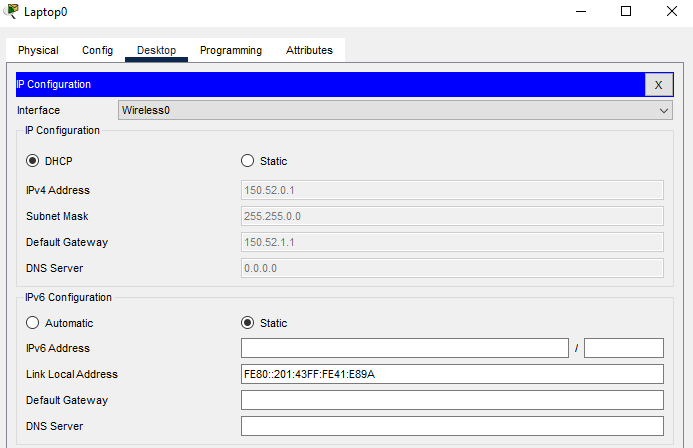 Laptop0
Physical Config Desktop Programming Attributes
IP Configuration X
Interface Wireless0
IP Configuration
DHCP Static
IPv4 Address 150.52.0.1
Subnet Mask 255.255.0.0
Default Gateway 150.52.1.1
DNS Server 0.0.0.0
IPv6 Configuration
Automatic Static
IPv6 Address /
Link Local Address FE80::201:43FF:FE41:E89A
Default Gateway
DNS Server